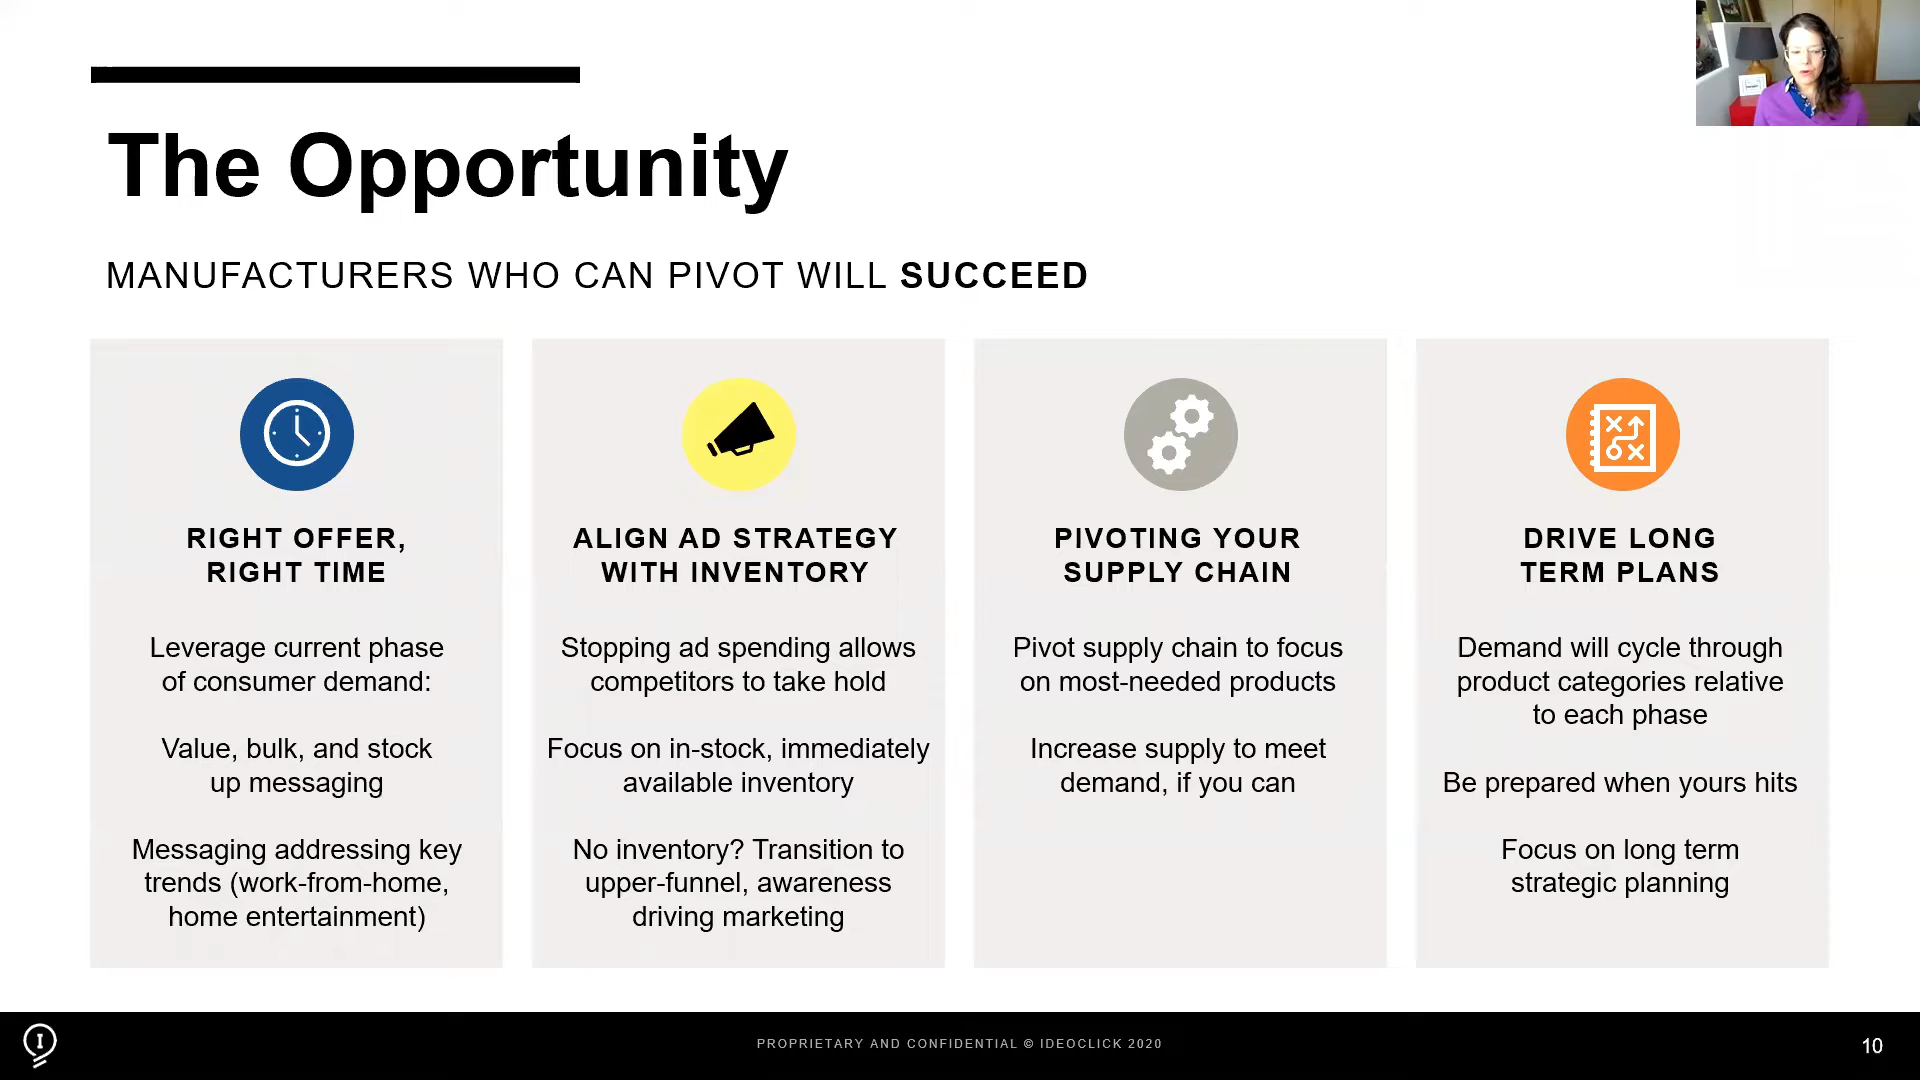 The Opportunity
MANUFACTURERS WHO CAN PIVOT WILL SUCCEED
RIGHT OFFER,
RIGHT TIME
Leverage current phase
of consumer demand:
Value, bulk, and stock
up messaging
Messaging addressing key
trends (work-from-home,
home entertainment)
ALIGN AD STRATEGY
WITH INVENTORY
Stopping ad spending allows
competitors to take hold
Focus on in-stock, immediately
available inventory
No inventory? Transition to
upper-funnel, awareness
driving marketing
PIVOTING YOUR
SUPPLY CHAIN
Pivot supply chain to focus
on most-needed products
Increase supply to meet
demand, if you can
DRIVE LONG
TERM PLANS
Demand will cycle through
product categories relative
to each phase
Be prepared when yours hits
Focus on long term
strategic planning
I
PROPRIETARY AND CONFIDENTIAL © IDEOCLICK 2020
10